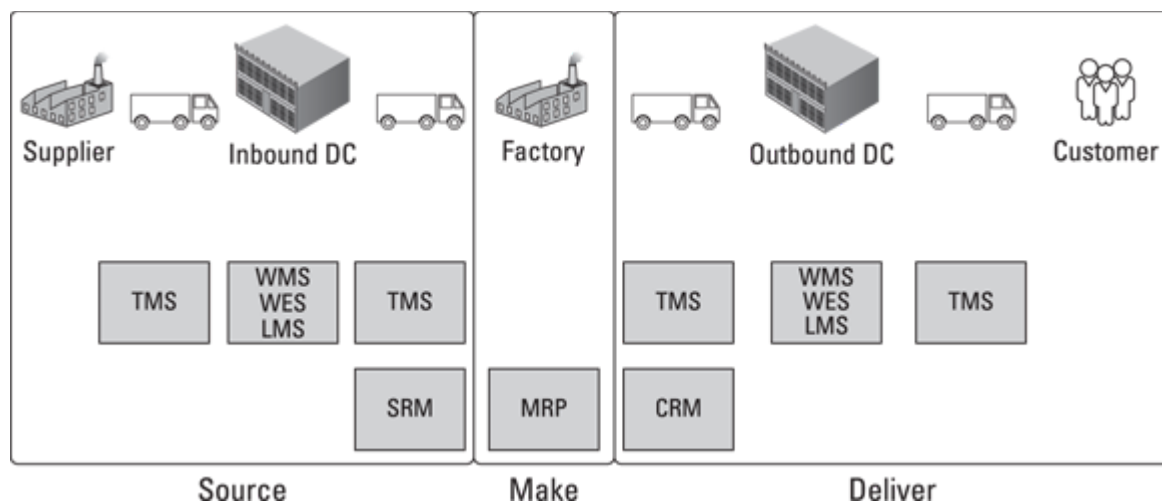 Supplier
Inbound DC
Factory
Outbound DC
Customer
TMS
WMS
WES
LMS
TMS
TMS
WMS
WES
LMS
TMS
SRM
MRP
CRM
Source
Make
Deliver